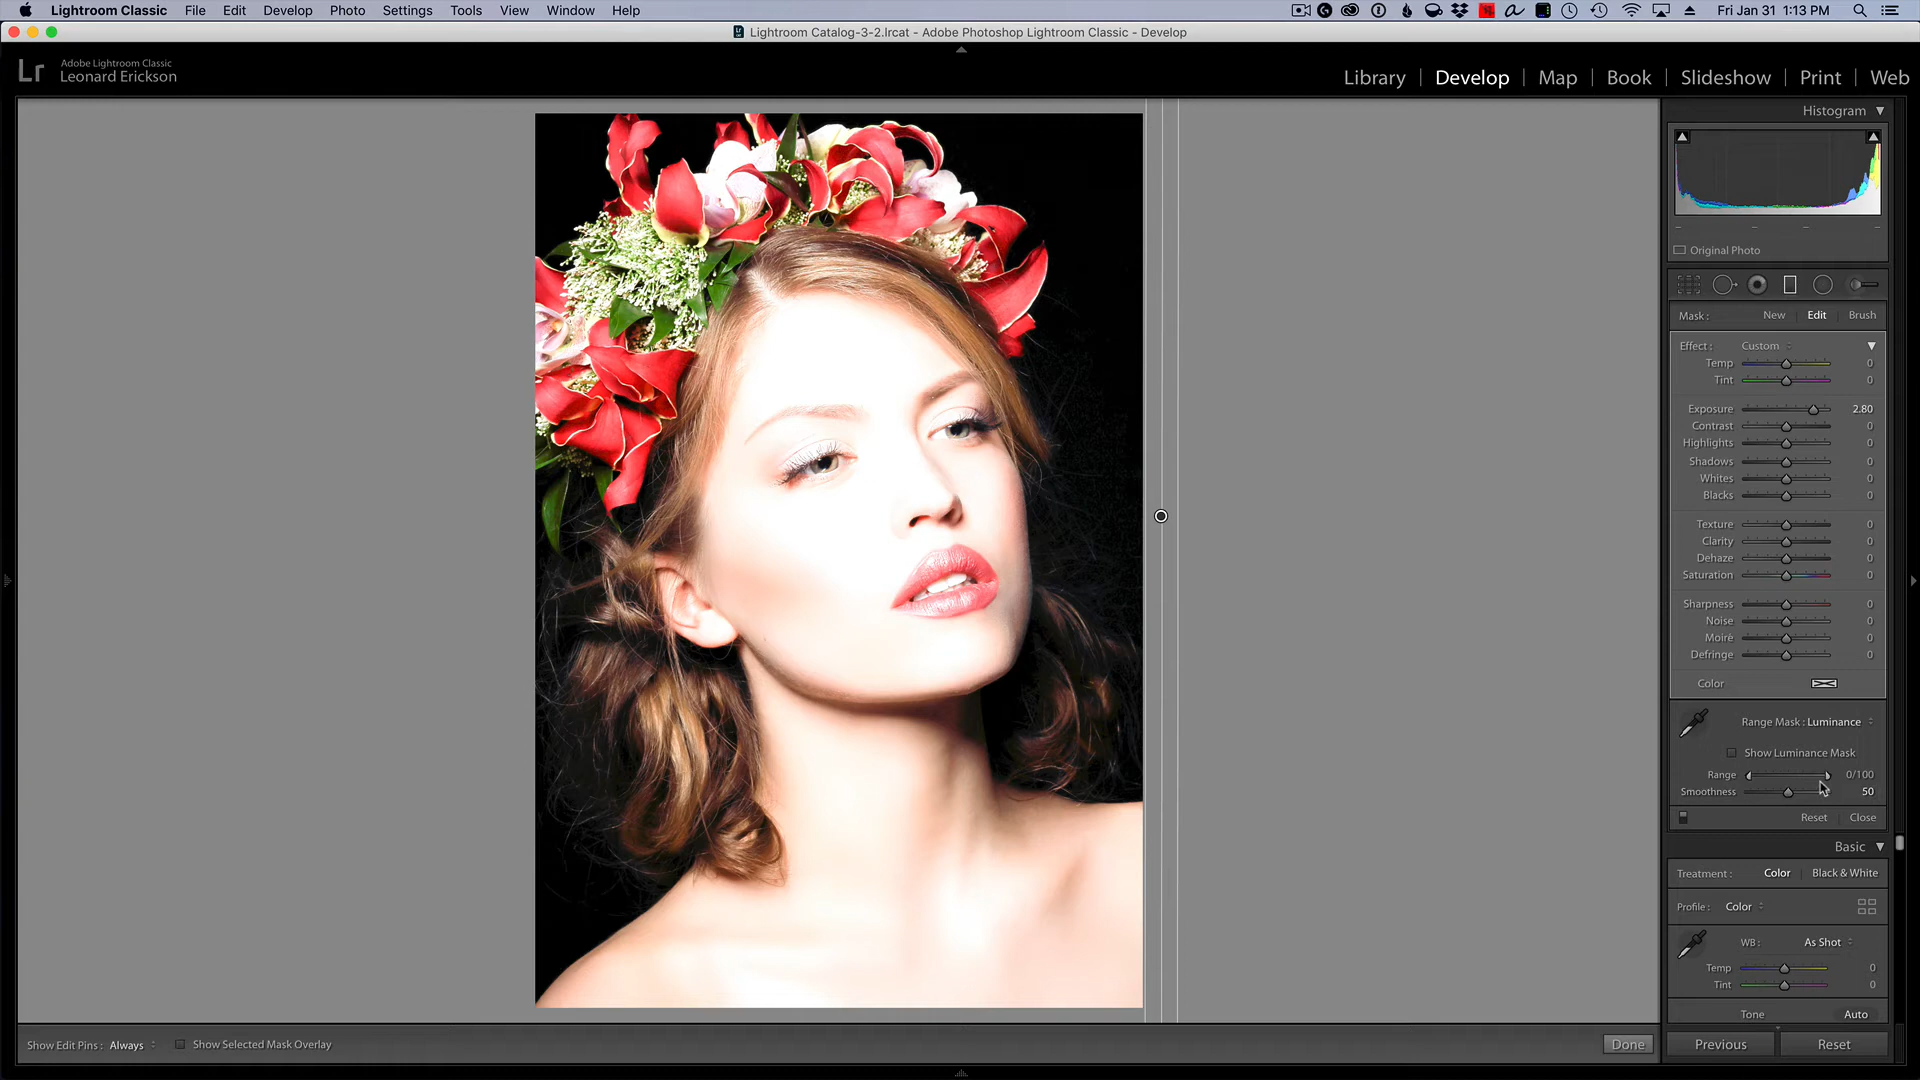 Lightroom Classic File Edit Develop Photo Settings Tools View Window Help
Fri Jan 31 1:13 PM
Lightroom Catalog-3-2.lrcat - Adobe Photoshop Lightroom Classic - Develop
Lr
Adobe Lightroom Classic
Leonard Erickson
Library | Develop | Map | Book | Slideshow | Print | Web
Histogram
Original Photo
Mask : New Edit Brush
Effect : Custom
Temp 0
Tint 0
Exposure 2.80
Contrast 0
Highlights 0
Shadows 0
Whites 0
Blacks 0
Texture 0
Clarity 0
Dehaze 0
Saturation 0
Sharpness 0
Noise 0
Moiré 0
Defringe 0
Color
Range Mask : Luminance
Show Luminance Mask
Range 0/100
Smoothness 50
Reset Close
Basic
Treatment : Color Black & White
Profile : Color
WB : As Shot
Temp 0
Tint 0
Tone Auto
Show Edit Pins : Always Show Selected Mask Overlay
Done
Previous Reset